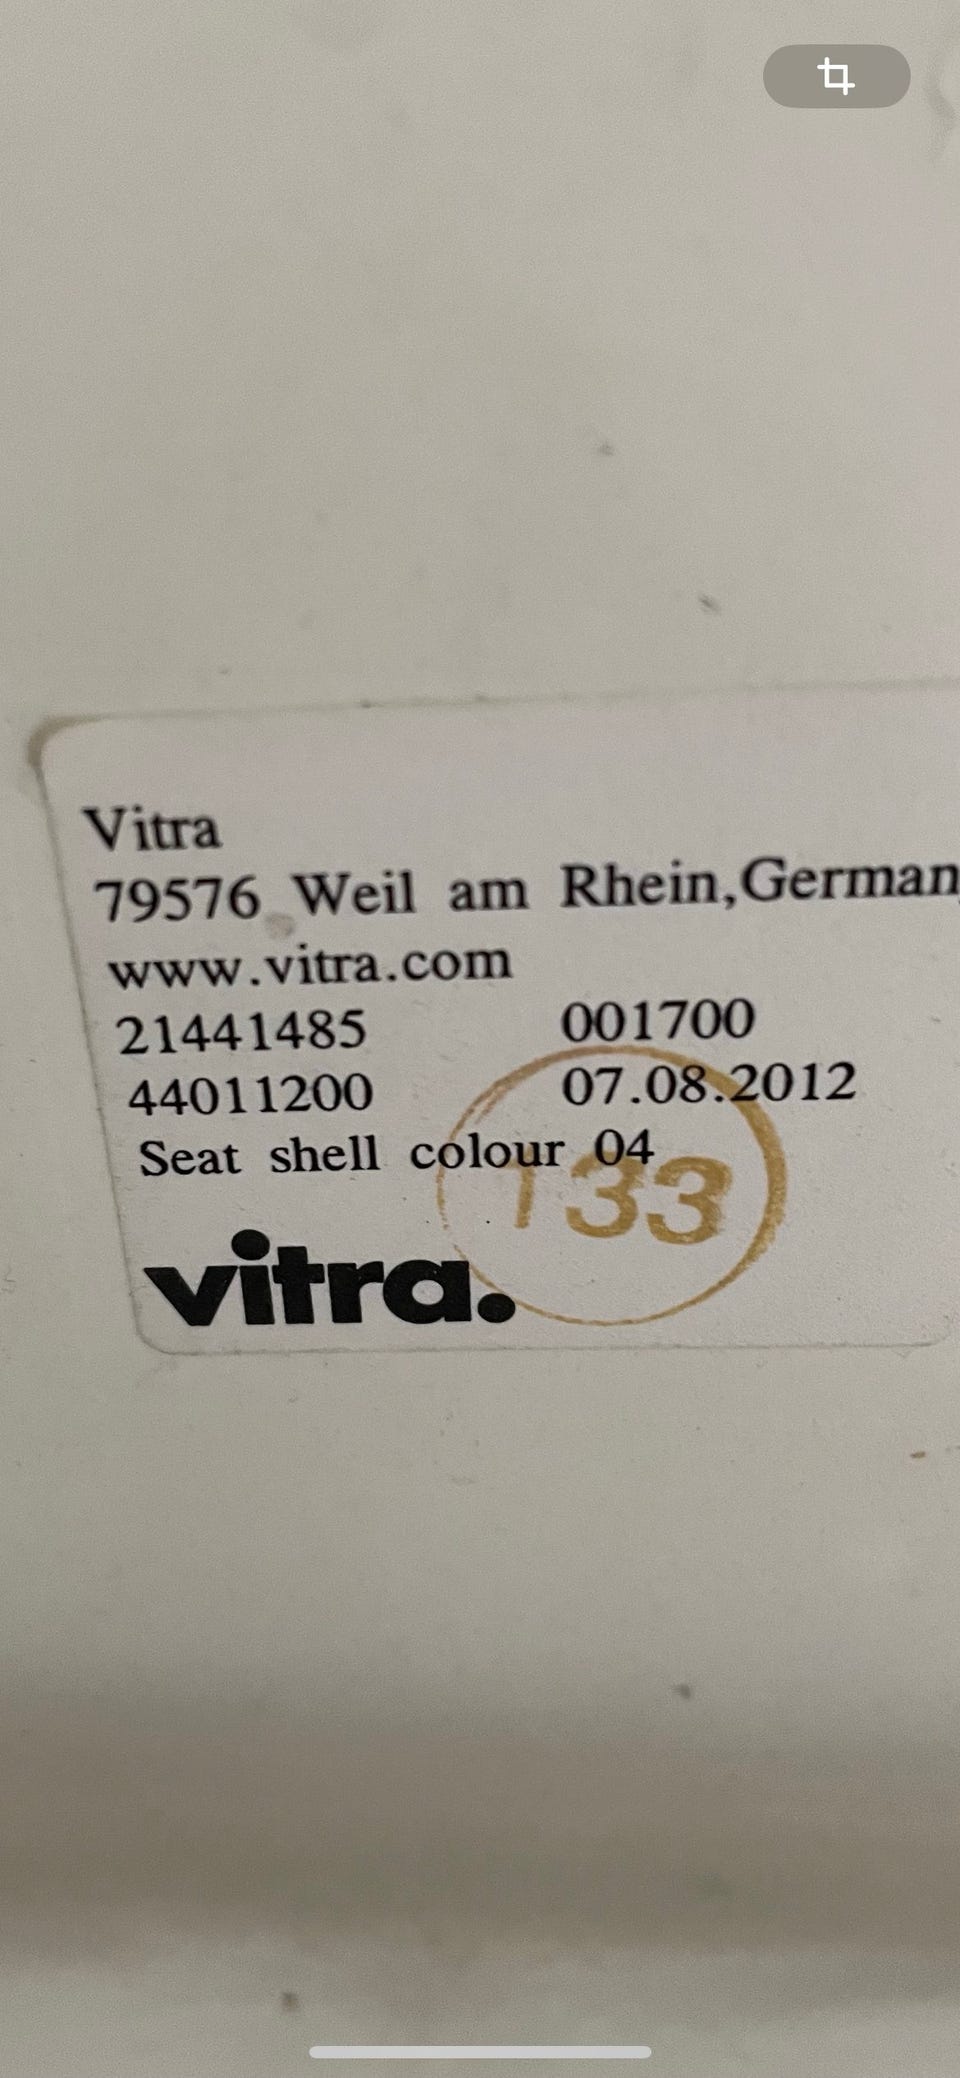 Vitra
79576 Weil am Rhein,German
www.vitra.com
21441485 001700
44011200 07.08.2012
Seat shell colour 04
133
vitra.